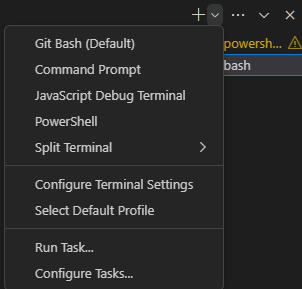 powersh...
bash
Git Bash (Default)
Command Prompt
JavaScript Debug Terminal
PowerShell
Split Terminal
Configure Terminal Settings
Select Default Profile
Run Task...
Configure Tasks...